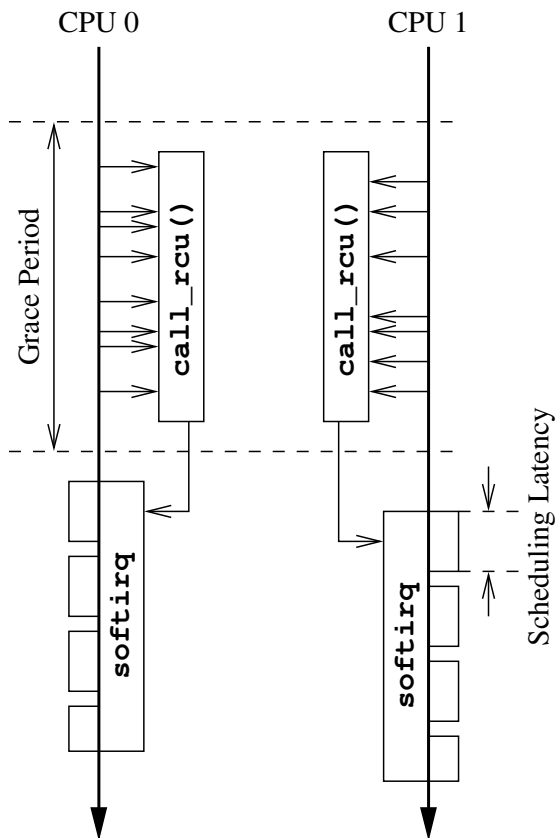 CPU 0
CPU 1
Grace Period
call_rcu()
call_rcu()
Scheduling Latency
softirq
softirq